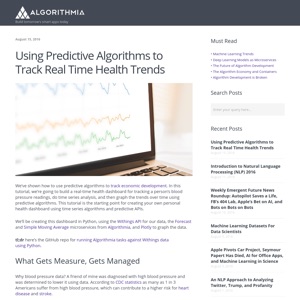 ALGORITHMIA
Build tomorrow's smart apps today
August 15, 2016
Using Predictive Algorithms to
Track Real Time Health Trends
We've shown how to use predictive algorithms to track economic development. In this
tutorial, we're going to build a real-time health dashboard for tracking a person's blood
pressure readings, do time series analysis, and then graph the trends over time using
predictive algorithms. This tutorial is the starting point for creating your own personal
health dashboard using time series algorithms and predictive APIs.
We'll be creating this dashboard in Python, using the Withings API for our data, the Forecast
and Simple Moving Average microservices from Algorithmia, and Plotly to graph the data.
tl;dr here's the GitHub repo for running Algorithmia tasks against Withings data
using Python.
What Gets Measure, Gets Managed
Why blood pressure data? A friend of mine was diagnosed with high blood pressure and
was determined to lower it using data. According to CDC statistics as many as 1 in 3
Americans suffer from high blood pressure, which can contribute to a higher risk for heart
disease and stroke.
Must Read
• Machine Learning Trends
• Deep Learning Models as Microservices
• The Future of Algorithm Development
• The Algorithm Economy and Containers
• Algorithm Development is Broken
Search Posts
Recent Posts
Using Predictive Algorithms to
Track Real Time Health Trends
Introduction to Natural Language
Processing (NLP) 2016
Weekly Emergent Future News
Roundup: Autopilot Saves a Life,
FB's 404 Lab, Apple's Bet on AI, and
Bots on Bots on Bots
Machine Learning Datasets For
Data Scientists
Apple Pivots Car Project, Seymour
Papert Has Died, AI for Office Apps,
and Machine Learning in Science
An NLP Approach to Analyzing
Twitter, Trump, and Profanity